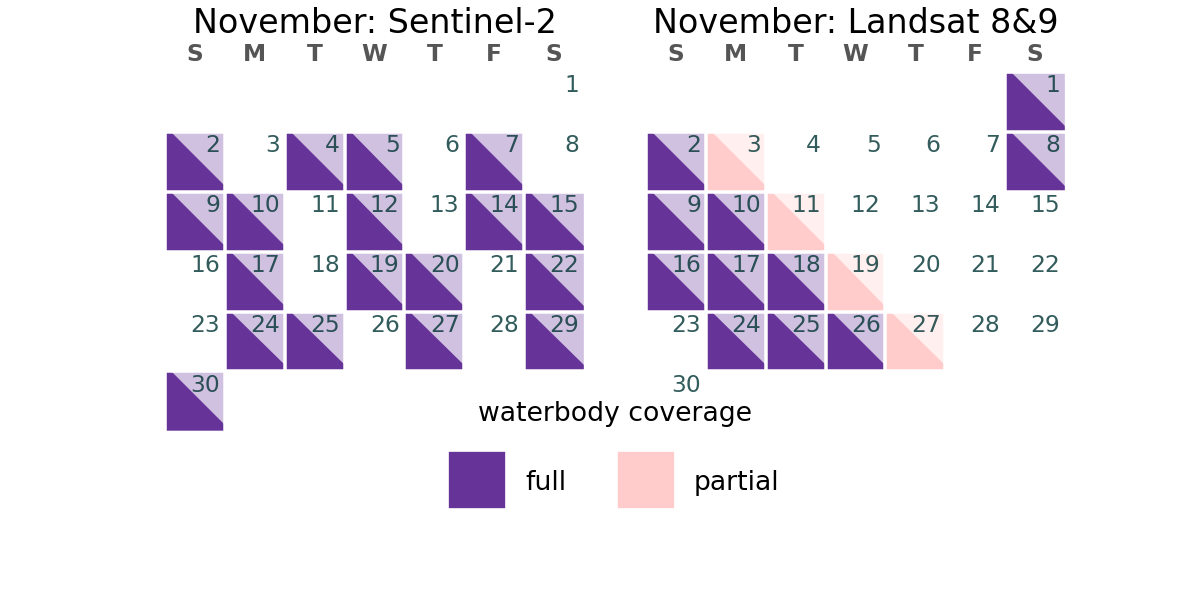 November: Sentinel-2
S M T W T F S
1
2 3 4 5 6 7 8
9 10 11 12 13 14 15
16 17 18 19 20 21 22
23 24 25 26 27 28 29
30
November: Landsat 8&9
S M T W T F S
1
2 3 4 5 6 7 8
9 10 11 12 13 14 15
16 17 18 19 20 21 22
23 24 25 26 27 28 29
30
waterbody coverage
full partial